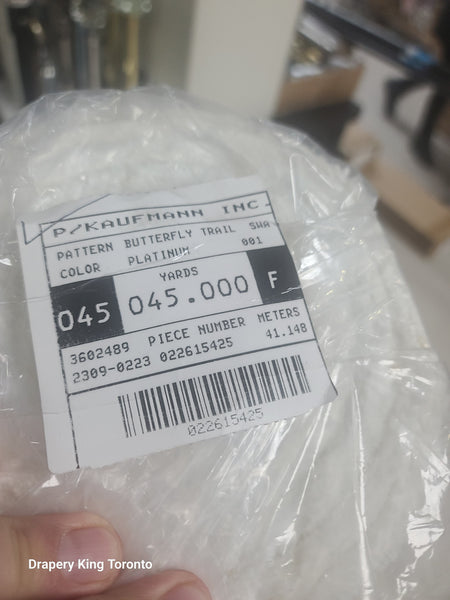 P/KAUFMANN INC.
PATTERN BUTTERFLY TRAIL SWA
COLOR PLATINUM 001
YARDS
045 045.000 F
3602489 PIECE NUMBER METERS
2309-0223 022615425 41.148
022615425
Drapery King Toronto